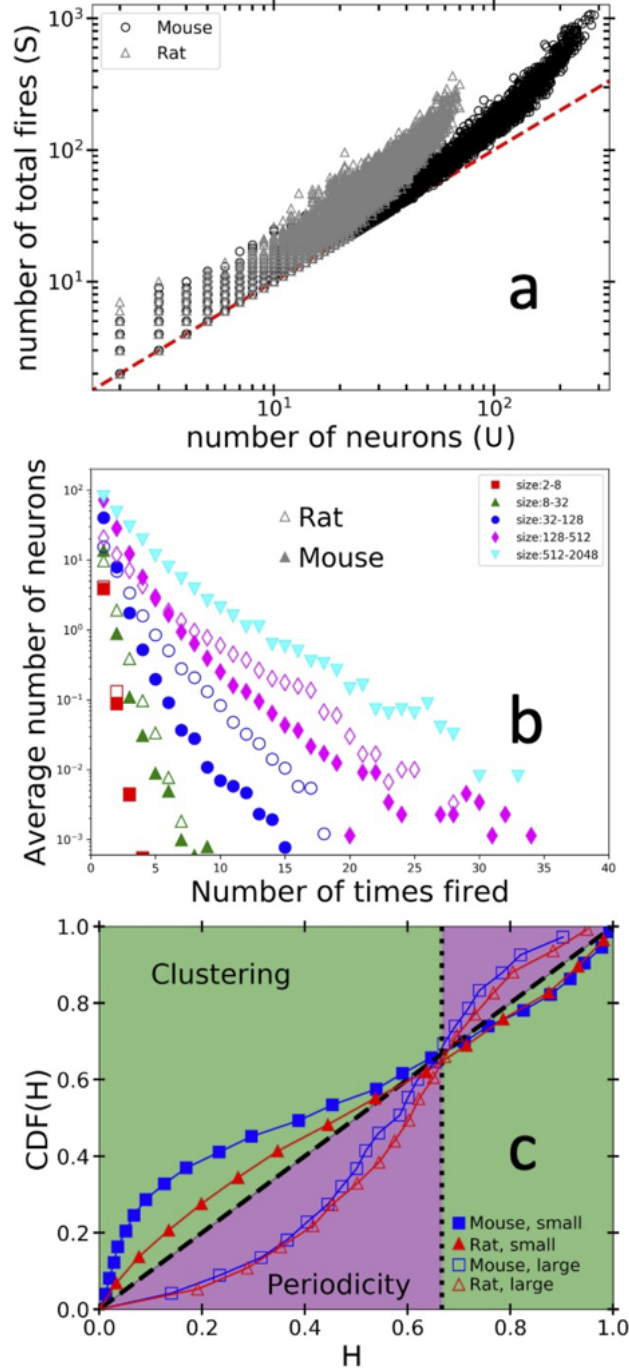 10³
10²
10¹
number of total fires (S)
Mouse
Rat
a
10¹
10²
number of neurons (U)
10²
10¹
10⁰
10⁻¹
10⁻²
10⁻³
Average number of neurons
Rat
Mouse
size:2-8
size:8-32
size:32-128
size:128-512
size:512-2048
b
0
5
10
15
20
25
30
35
40
Number of times fired
1.0
0.8
0.6
0.4
0.2
0.0
CDF(H)
Clustering
c
Mouse, small
Rat, small
Mouse, large
Rat, large
Periodicity
0.0
0.2
0.4
0.6
0.8
1.0
H